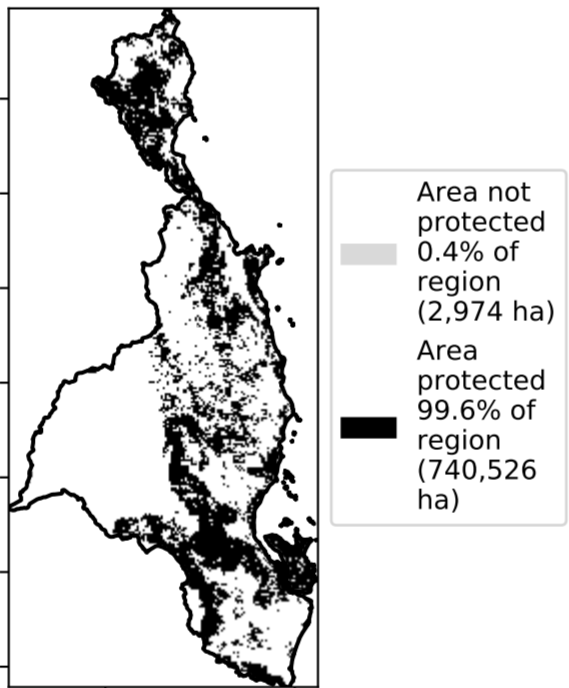 Area not
protected
0.4% of
region
(2,974 ha)
Area
protected
99.6% of
region
(740,526
ha)